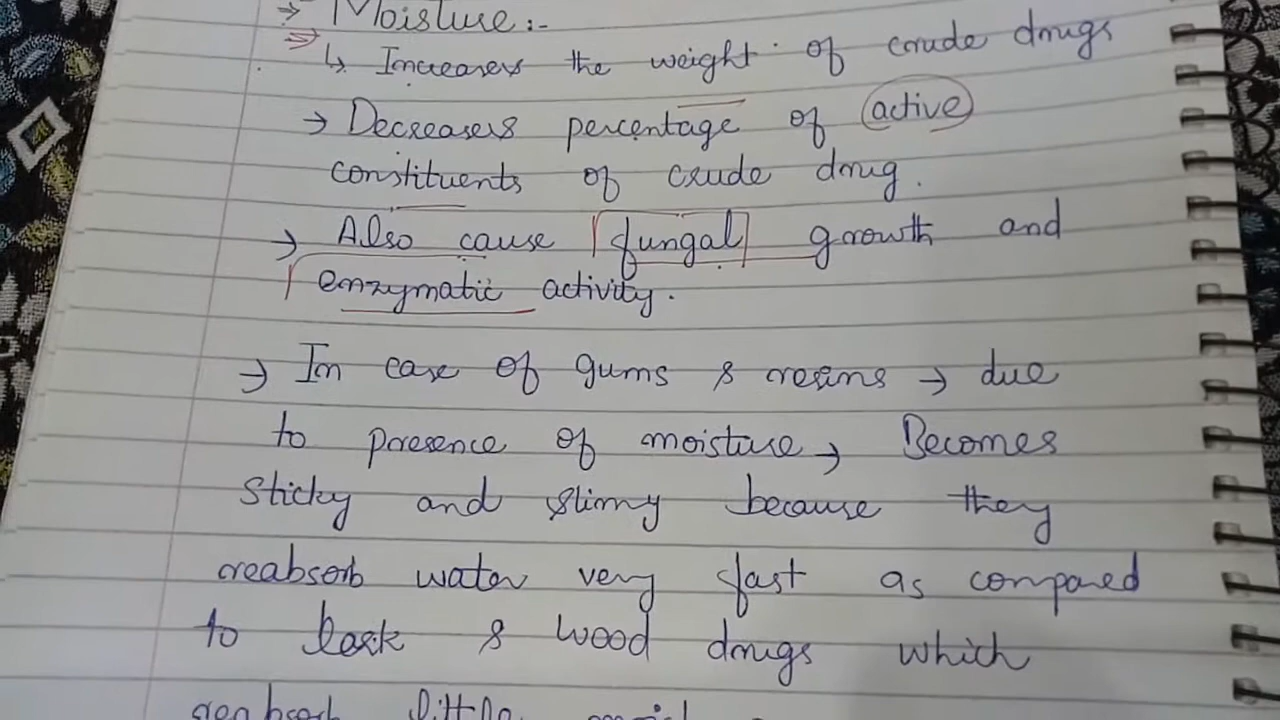 → Moisture :-
↳ Increases the weight of crude drugs
→ Decreases percentage of active
constituents of crude drug.
→ Also cause fungal growth and
enzymatic activity.
→ In case of gums & resins → due
to presence of moisture → Becomes
sticky and slimy because they
reabsorb water very fast as compared
to bark & wood drugs which
reabsorb little